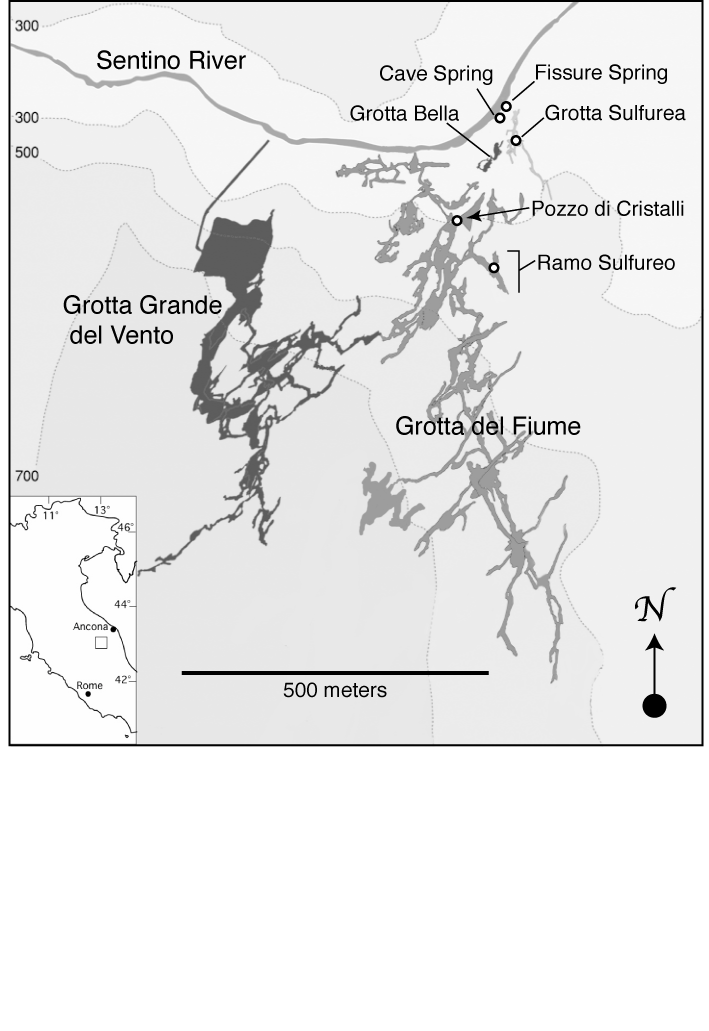 300
Sentino River
Cave Spring
Fissure Spring
300
Grotta Bella
Grotta Sulfurea
500
Pozzo di Cristalli
Ramo Sulfureo
Grotta Grande
del Vento
Grotta del Fiume
700
11°
13°
46°
44°
Ancona
42°
Rome
N
500 meters